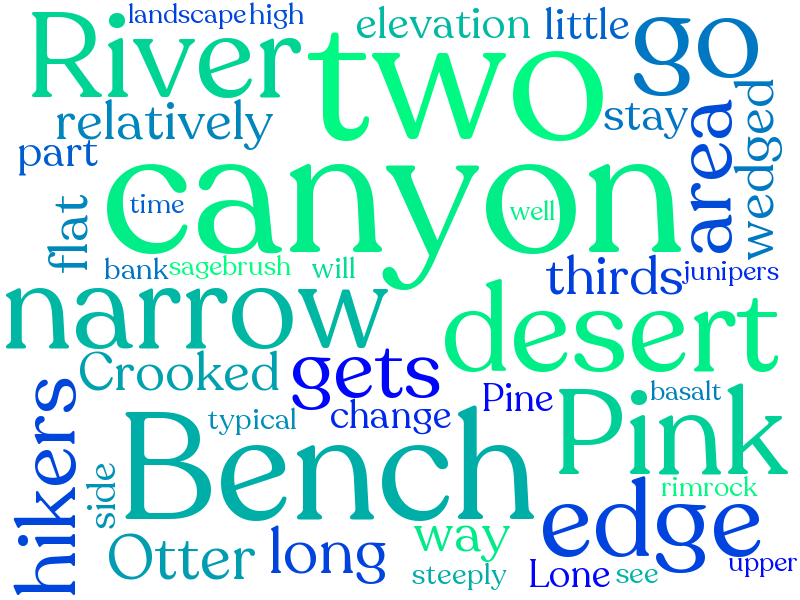 landscape high elevation little go
River two
relatively stay area wedged
part
canyon
flat time well
bank sagebrush will thirds junipers
narrow desert
Crooked gets Pine basalt
hikers typical change Pink
Bench
side rimrock
Otter long way edge
steeply Lone see upper